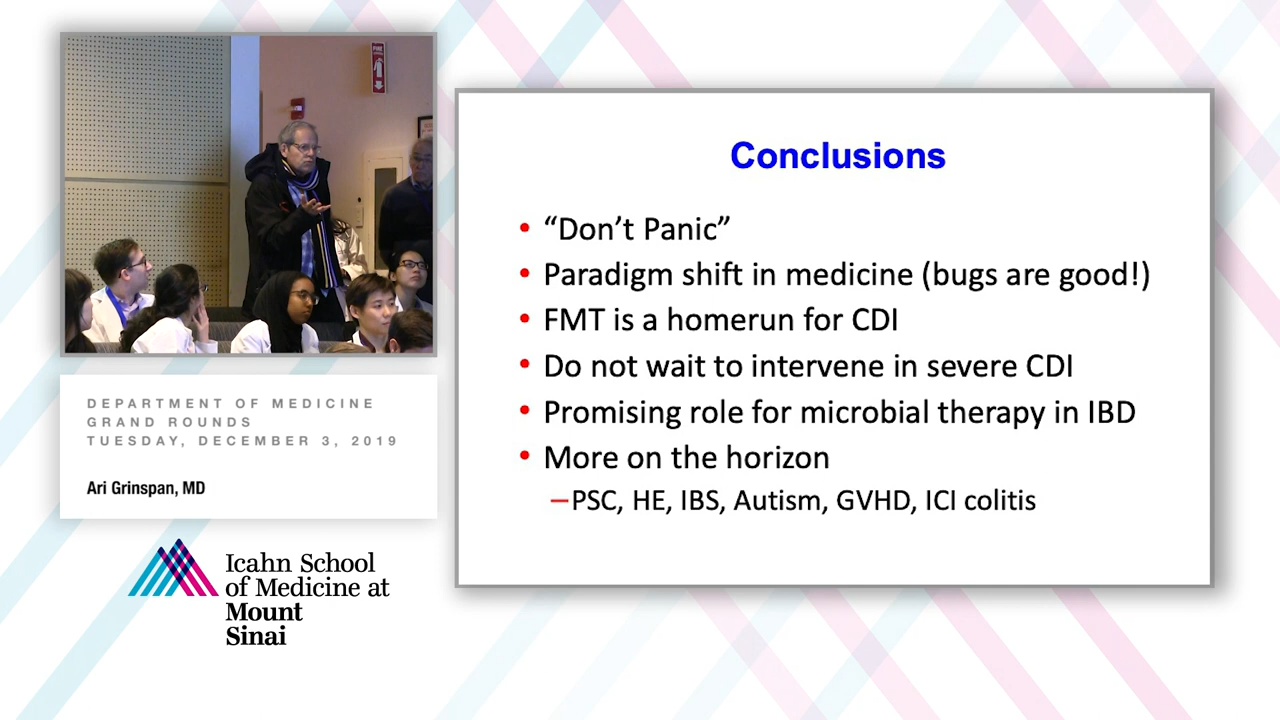 FIRE
DEPARTMENT OF MEDICINE
GRAND ROUNDS
TUESDAY, DECEMBER 3, 2019
Ari Grinspan, MD
Icahn School
of Medicine at
Mount
Sinai
Conclusions
• “Don’t Panic”
• Paradigm shift in medicine (bugs are good!)
• FMT is a homerun for CDI
• Do not wait to intervene in severe CDI
• Promising role for microbial therapy in IBD
• More on the horizon
–PSC, HE, IBS, Autism, GVHD, ICI colitis